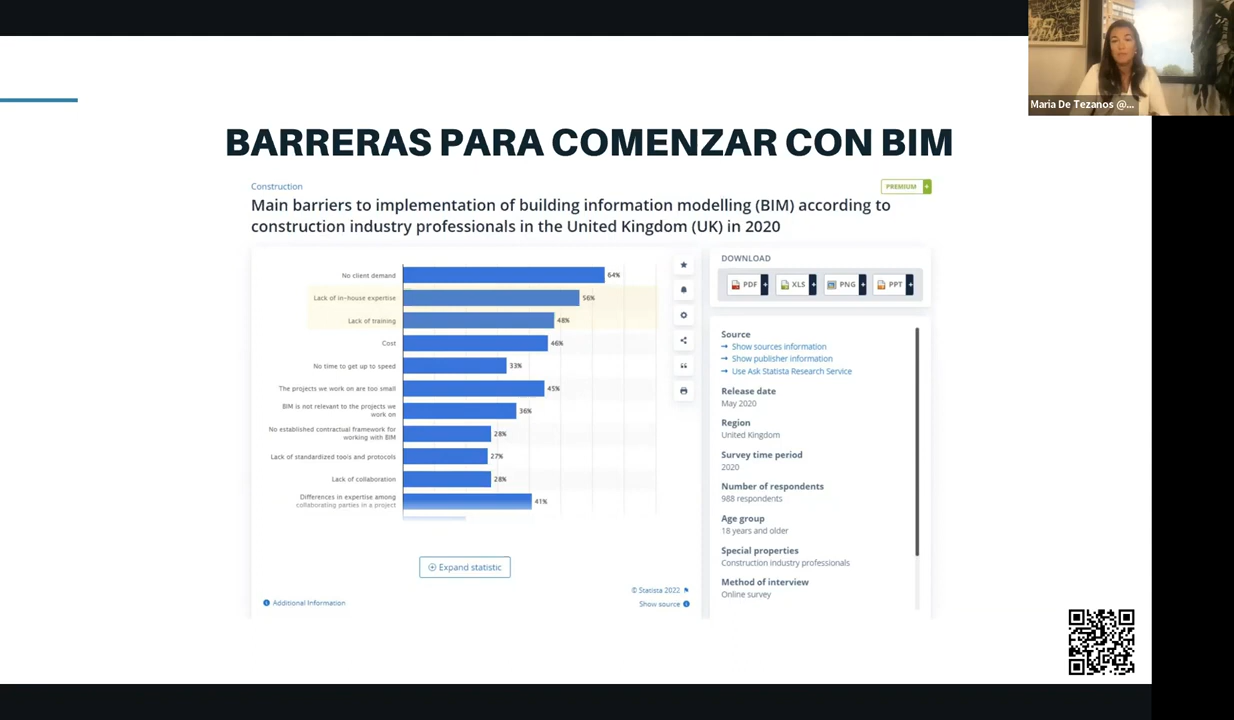 Maria De Tezanos @...
BARRERAS PARA COMENZAR CON BIM
Construction
PREMIUM +
Main barriers to implementation of building information modelling (BIM) according to
construction industry professionals in the United Kingdom (UK) in 2020
No client demand 64%
Lack of in-house expertise 56%
Lack of training 48%
Cost 46%
No time to get up to speed 33%
The projects we work on are too small 45%
BIM is not relevant to the projects we
work on 36%
No established contractual framework for
working with BIM 28%
Lack of standardized tools and protocols 27%
Lack of collaboration 28%
Differences in expertise among
collaborating parties in a project 41%
Expand statistic
Additional Information
© Statista 2022
Show source
DOWNLOAD
PDF + XLS + PNG + PPT +
Source
→ Show sources information
→ Show publisher information
→ Use Ask Statista Research Service
Release date
May 2020
Region
United Kingdom
Survey time period
2020
Number of respondents
988 respondents
Age group
18 years and older
Special properties
Construction industry professionals
Method of interview
Online survey